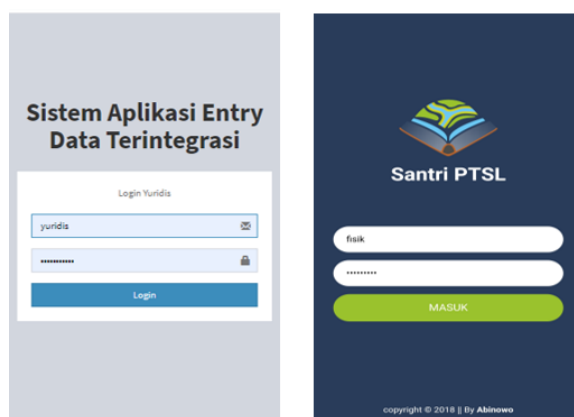 Sistem Aplikasi Entry
Data Terintegrasi
Login Yuridis
yuridis
Login
Santri PTSL
fisik
MASUK
copyright © 2018 || By Abinowo